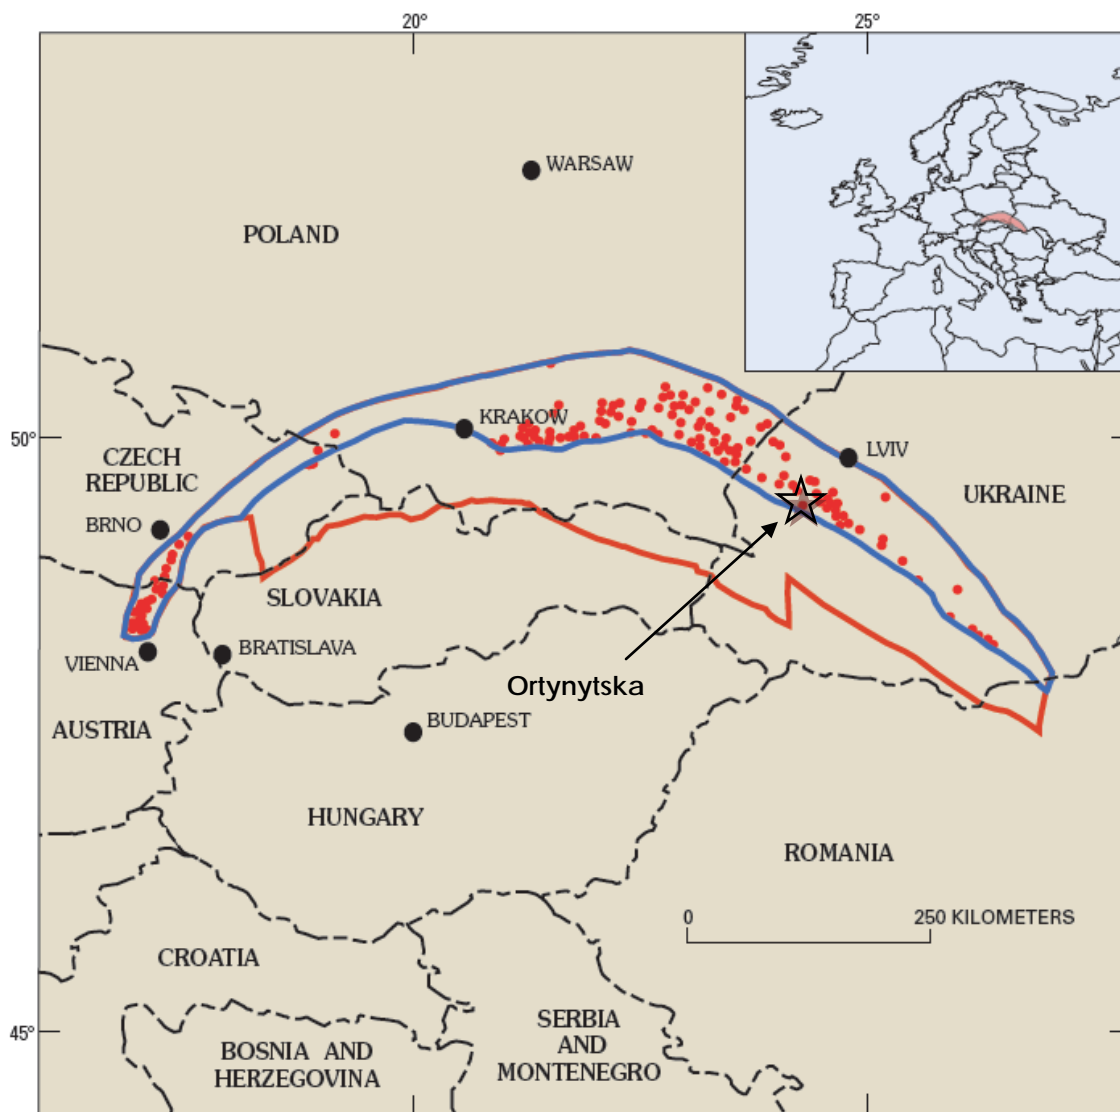 20°
25°
WARSAW
POLAND
50°
KRAKOW
LVIV
CZECH
REPUBLIC
UKRAINE
BRNO
SLOVAKIA
VIENNA
BRATISLAVA
Ortynytska
AUSTRIA
BUDAPEST
HUNGARY
ROMANIA
0
250 KILOMETERS
CROATIA
45°
SERBIA
AND
MONTENEGRO
BOSNIA AND
HERZEGOVINA